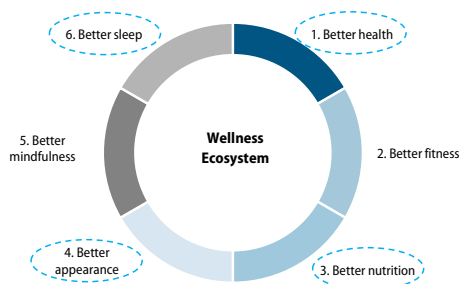 6. Better sleep
1. Better health
5. Better
mindfulness
Wellness
Ecosystem
2. Better fitness
4. Better
appearance
3. Better nutrition